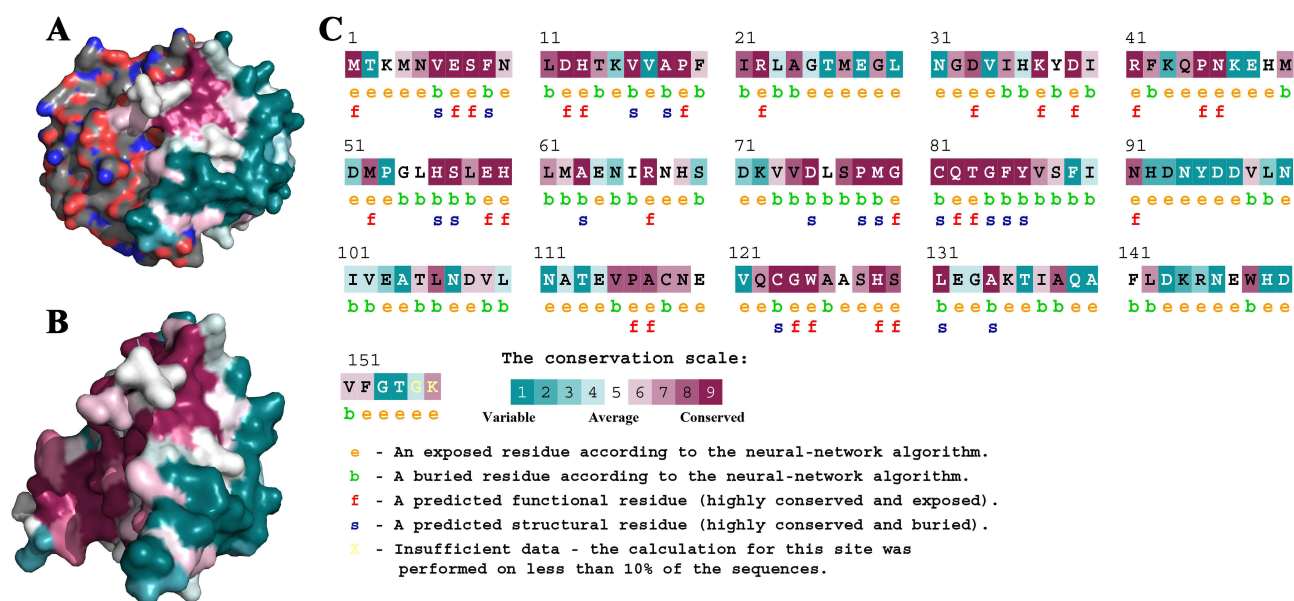 A
B
C
1 11 21 31 41
MTKMNVESFN LDHTKVVAPF IRLAGTMEGL NGDVIHKYDI RFKQPNKEHM
eeeeebeebe beeeebebeb bebbeeeeee eeeebbebeb ebeeeeeeeb
f sffs ff s sf f f f f f ff
51 61 71 81 91
DMPGLHSLEH LMAENIRNHS DKVVDLSPMG CQTGFYVSFI NHDNYDDVLN
eeebbbbbee bbbeebeeeb eebbbbbbbe beebbbbbbb eeeeeeebbe
f ss ff s f s ssf sffsss f
101 111 121 131 141
IVEATLNDVL NATEVPACNE VQCGWAASHS LEGAKTIAQA FLDKRNEWHD
bbeebbeebb eeeebeebee eebeebeeee beebeebbee bbeeeeebee
ff sff ff s s
151
VFGTGK
beeeee
The conservation scale:
1 2 3 4 5 6 7 8 9
Variable Average Conserved
e - An exposed residue according to the neural-network algorithm.
b - A buried residue according to the neural-network algorithm.
f - A predicted functional residue (highly conserved and exposed).
s - A predicted structural residue (highly conserved and buried).
X - Insufficient data - the calculation for this site was
performed on less than 10% of the sequences.